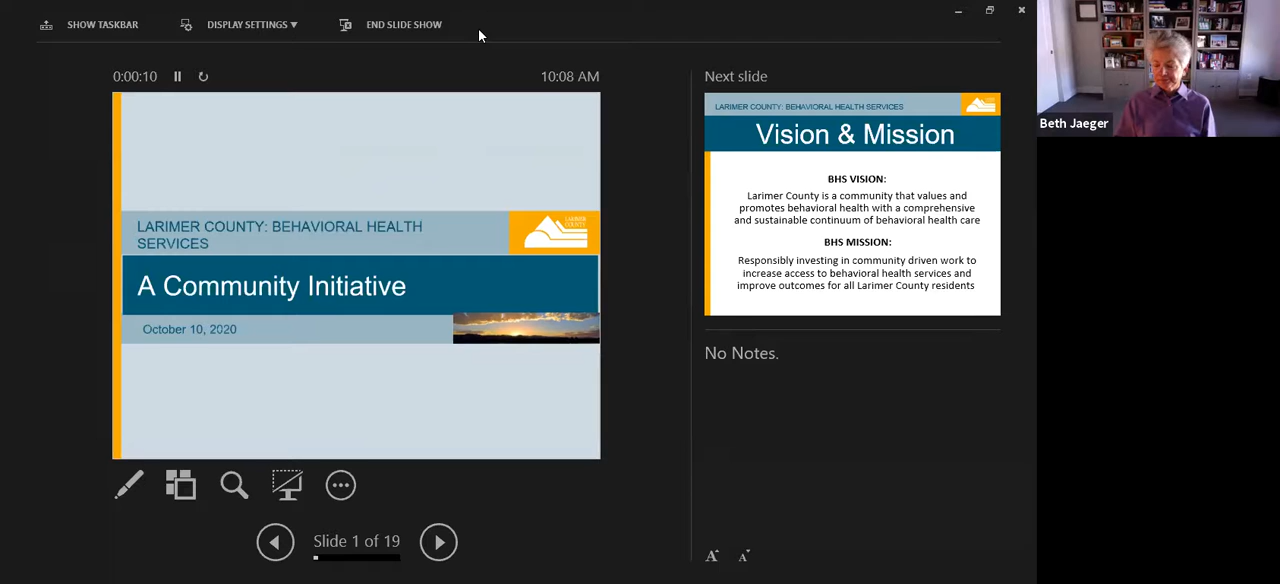 SHOW TASKBAR
DISPLAY SETTINGS ▼
END SLIDE SHOW
0:00:10
10:08 AM
LARIMER COUNTY: BEHAVIORAL HEALTH
SERVICES
LARIMER
COUNTY
A Community Initiative
October 10, 2020
Slide 1 of 19
Next slide
LARIMER COUNTY: BEHAVIORAL HEALTH SERVICES
Vision & Mission
BHS VISION:
Larimer County is a community that values and
promotes behavioral health with a comprehensive
and sustainable continuum of behavioral health care
BHS MISSION:
Responsibly investing in community driven work to
increase access to behavioral health services and
improve outcomes for all Larimer County residents
No Notes.
A
A
Beth Jaeger